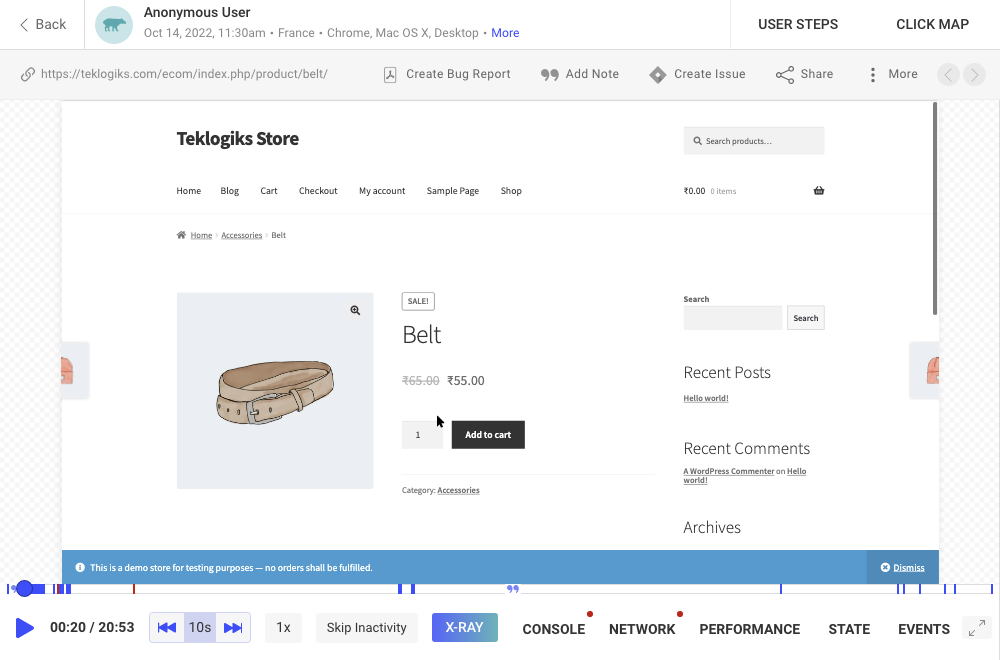 Back
Anonymous User
Oct 14, 2022, 11:30am • France • Chrome, Mac OS X, Desktop • More
USER STEPS
CLICK MAP
https://teklogiks.com/ecom/index.php/product/belt/
Create Bug Report
Add Note
Create Issue
Share
More
Teklogiks Store
Search products...
Home
Blog
Cart
Checkout
My account
Sample Page
Shop
₹0.00 0 items
Home › Accessories › Belt
SALE!
Belt
₹65.00 ₹55.00
1
Add to cart
Category: Accessories
Search
Search
Recent Posts
Hello world!
Recent Comments
A WordPress Commenter on Hello
world!
Archives
This is a demo store for testing purposes — no orders shall be fulfilled.
Dismiss
00:20 / 20:53
10s
1x
Skip Inactivity
X-RAY
CONSOLE
NETWORK
PERFORMANCE
STATE
EVENTS